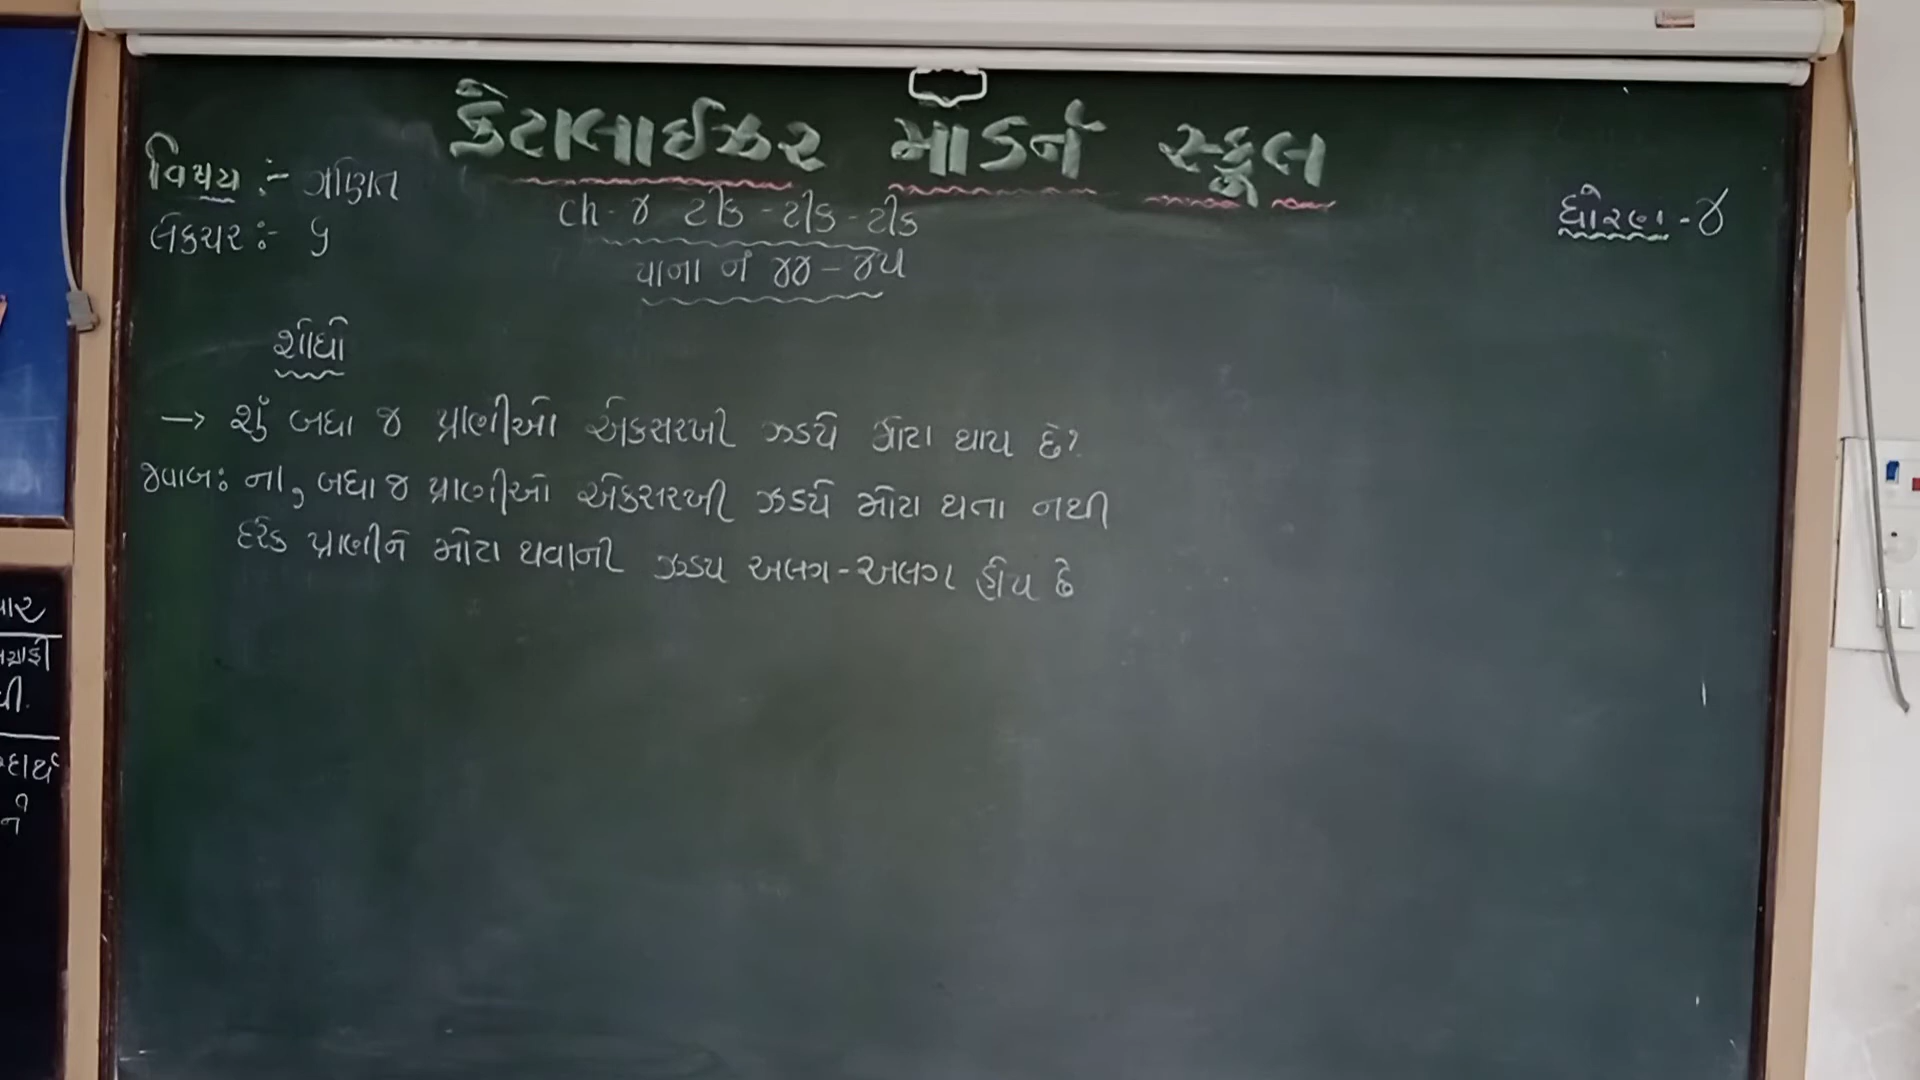 કેટલાઈઝર મોડર્ન સ્કૂલ
વિષય :- ગણિત
ch-૪ ટીક-ટીક-ટીક
ધોરણ-૪
લેકચર:- ૫
પાના નં ૪૪-૪૫
શોધો
→ શું બધા જ પ્રાણીઓ એકસરખી ઝડપે મોટા થાય છે?
જવાબ: ના, બધા જ પ્રાણીઓ એકસરખી ઝડપે મોટા થતા નથી
દરેક પ્રાણીને મોટા થવાની ઝડપ અલગ-અલગ હોય છે